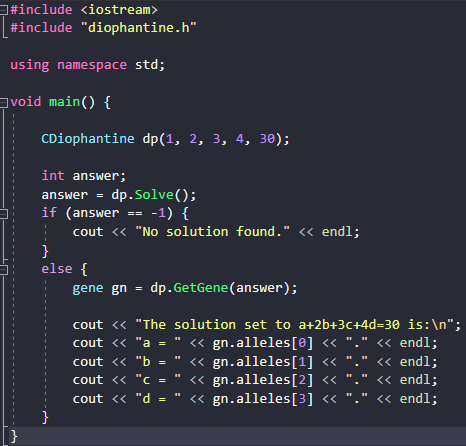 #include <iostream>
#include "diophantine.h"
using namespace std;
void main() {
CDiophantine dp(1, 2, 3, 4, 30);
int answer;
answer = dp.Solve();
if (answer == -1) {
cout << "No solution found." << endl;
}
else {
gene gn = dp.GetGene(answer);
cout << "The solution set to a+2b+3c+4d=30 is:\n";
cout << "a = " << gn.alleles[0] << "." << endl;
cout << "b = " << gn.alleles[1] << "." << endl;
cout << "c = " << gn.alleles[2] << "." << endl;
cout << "d = " << gn.alleles[3] << "." << endl;
}
}